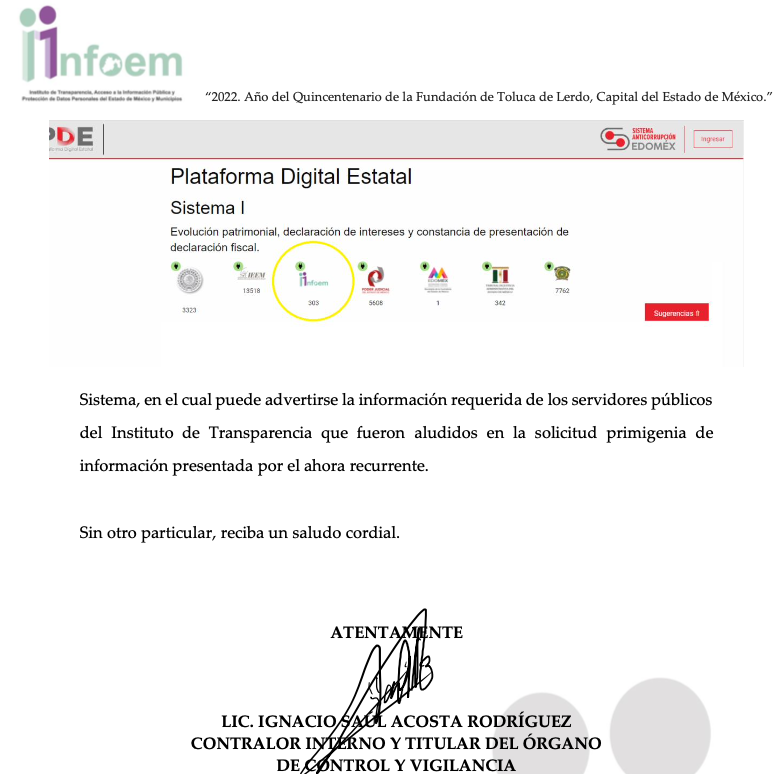 infoem
Instituto de Transparencia, Acceso a la Información Pública y
Protección de Datos Personales del Estado de México y Municipios
“2022. Año del Quincentenario de la Fundación de Toluca de Lerdo, Capital del Estado de México.”
PDE
SISTEMA
ANTICORRUPCIÓN
EDOMÉX
Ingresar
Plataforma Digital Estatal
Sistema I
Evolución patrimonial, declaración de intereses y constancia de presentación de
declaración fiscal.
3323
IEEM
13518
infoem
303
PODER JUDICIAL
5608
EDOMÉX
1
342
7762
Sugerencias !!
Sistema, en el cual puede advertirse la información requerida de los servidores públicos
del Instituto de Transparencia que fueron aludidos en la solicitud primigenia de
información presentada por el ahora recurrente.
Sin otro particular, reciba un saludo cordial.
ATENTAMENTE
LIC. IGNACIO SAÚL ACOSTA RODRÍGUEZ
CONTRALOR INTERNO Y TITULAR DEL ÓRGANO
DE CONTROL Y VIGILANCIA